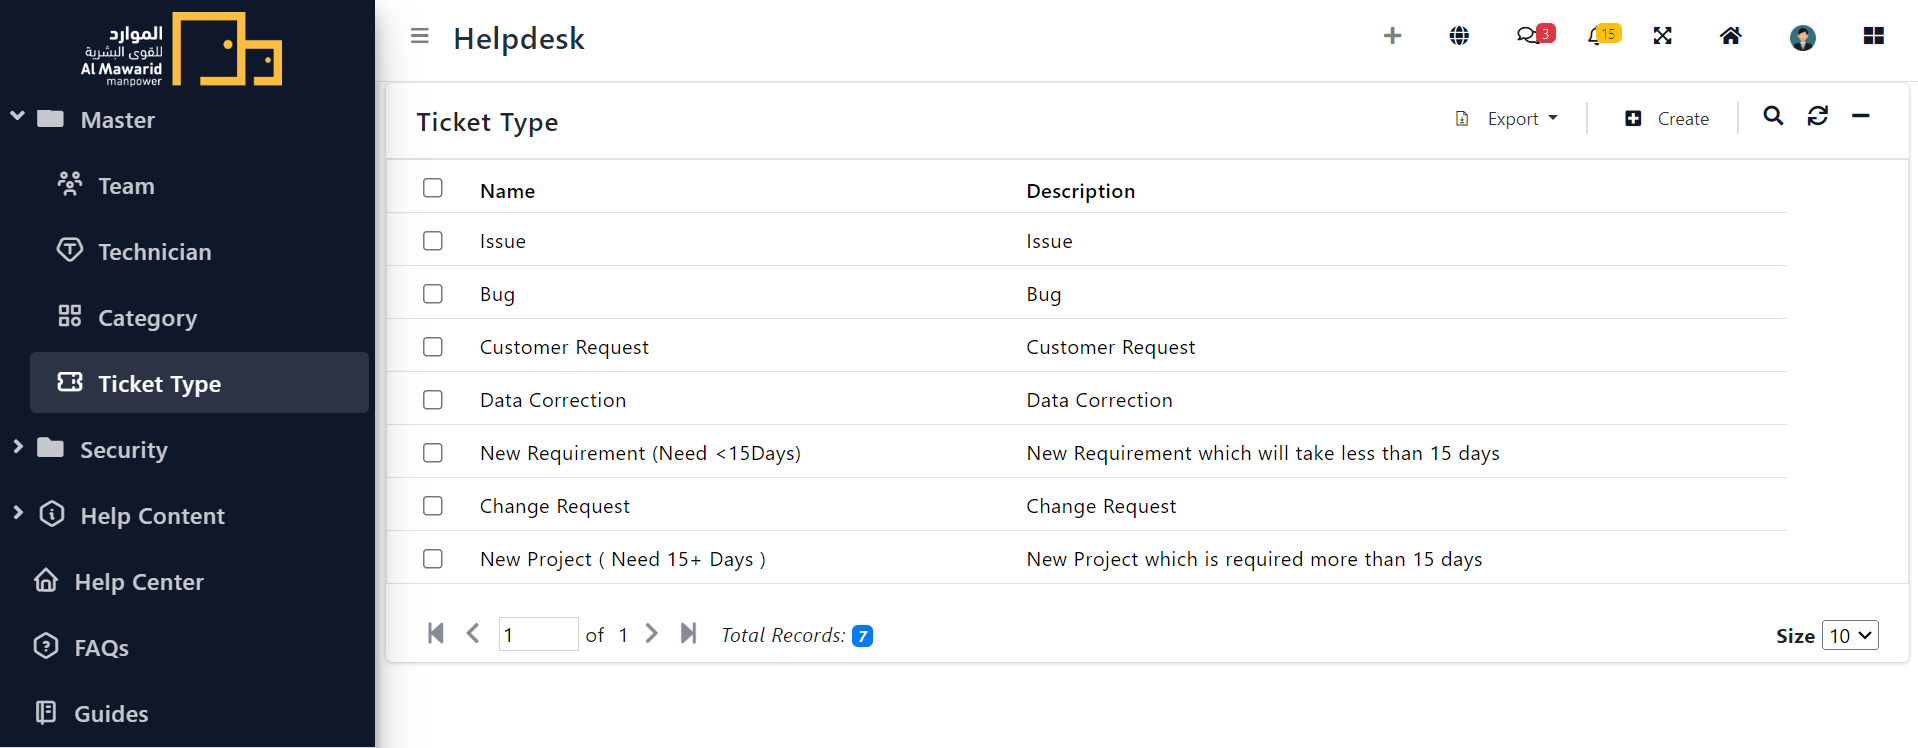 الموارد
للقوى البشرية
Al Mawarid
manpower
Master
Team
Technician
Category
Ticket Type
Security
Help Content
Help Center
FAQs
Guides
Helpdesk
3
15
Ticket Type
Export
Create
Name Description
Issue Issue
Bug Bug
Customer Request Customer Request
Data Correction Data Correction
New Requirement (Need <15Days) New Requirement which will take less than 15 days
Change Request Change Request
New Project ( Need 15+ Days ) New Project which is required more than 15 days
1 of 1 Total Records: 7 Size 10